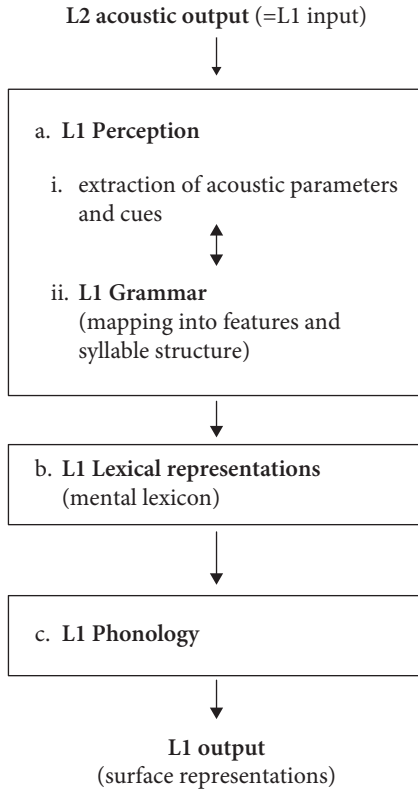 L2 acoustic output (=L1 input)
a. L1 Perception
i. extraction of acoustic parameters
and cues
ii. L1 Grammar
(mapping into features and
syllable structure)
b. L1 Lexical representations
(mental lexicon)
c. L1 Phonology
L1 output
(surface representations)